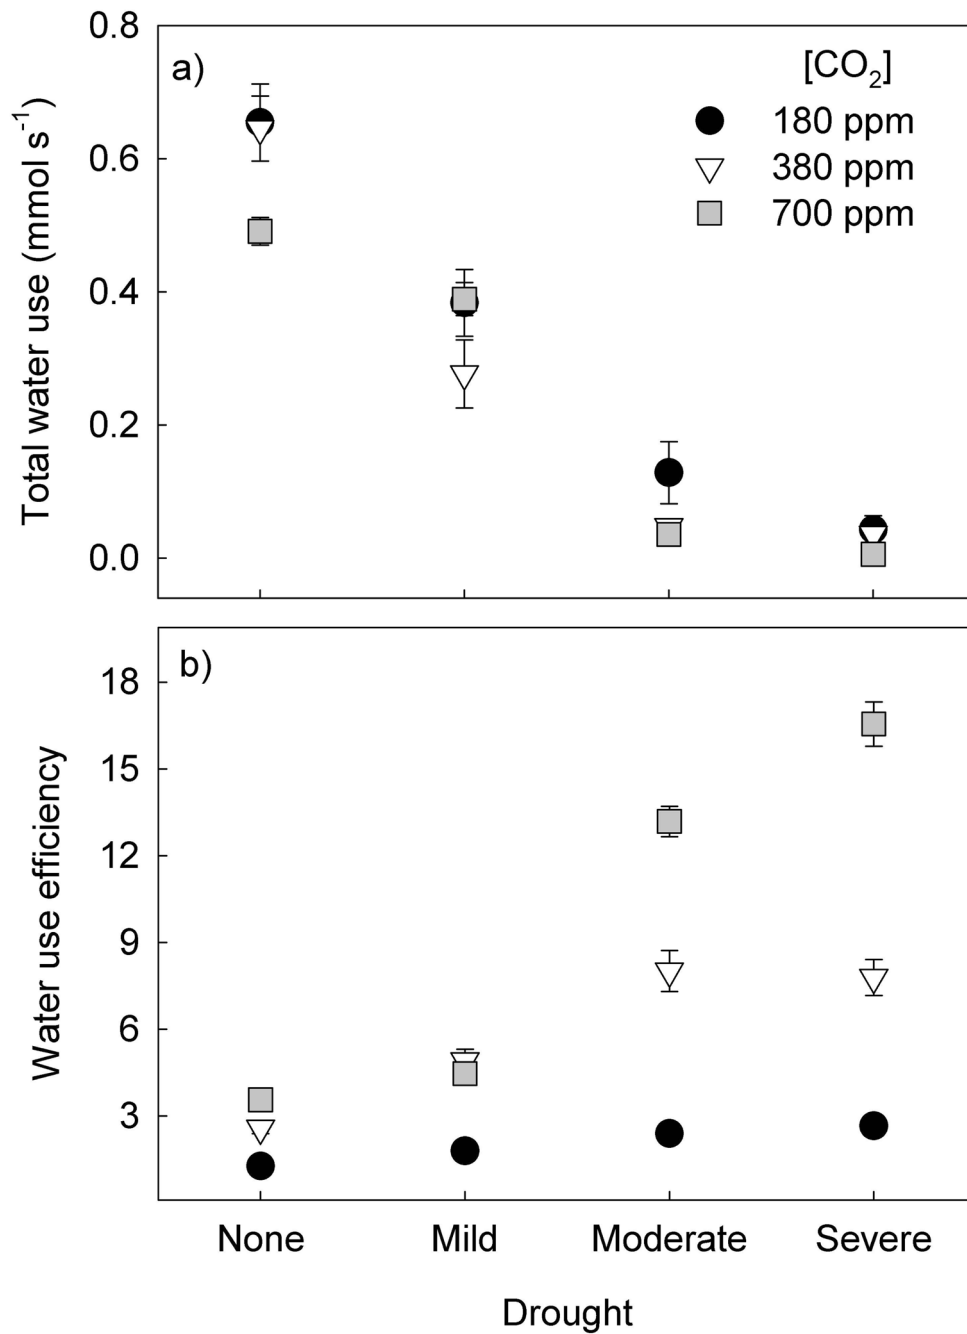 a)
[CO₂]
180 ppm
380 ppm
700 ppm
Total water use (mmol s⁻¹)
0.8
0.6
0.4
0.2
0.0
b)
Water use efficiency
18
15
12
9
6
3
None Mild Moderate Severe
Drought